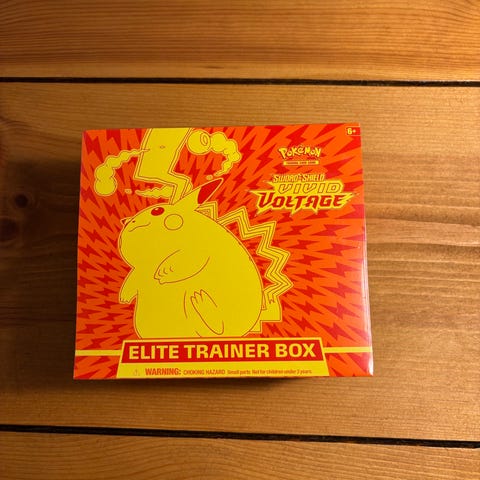 6+
POKéMON
TRADING CARD GAME
SWORD & SHIELD
VIVID
VOLTAGE
ELITE TRAINER BOX
⚠ WARNING: CHOKING HAZARD Small parts. Not for children under 3 years.